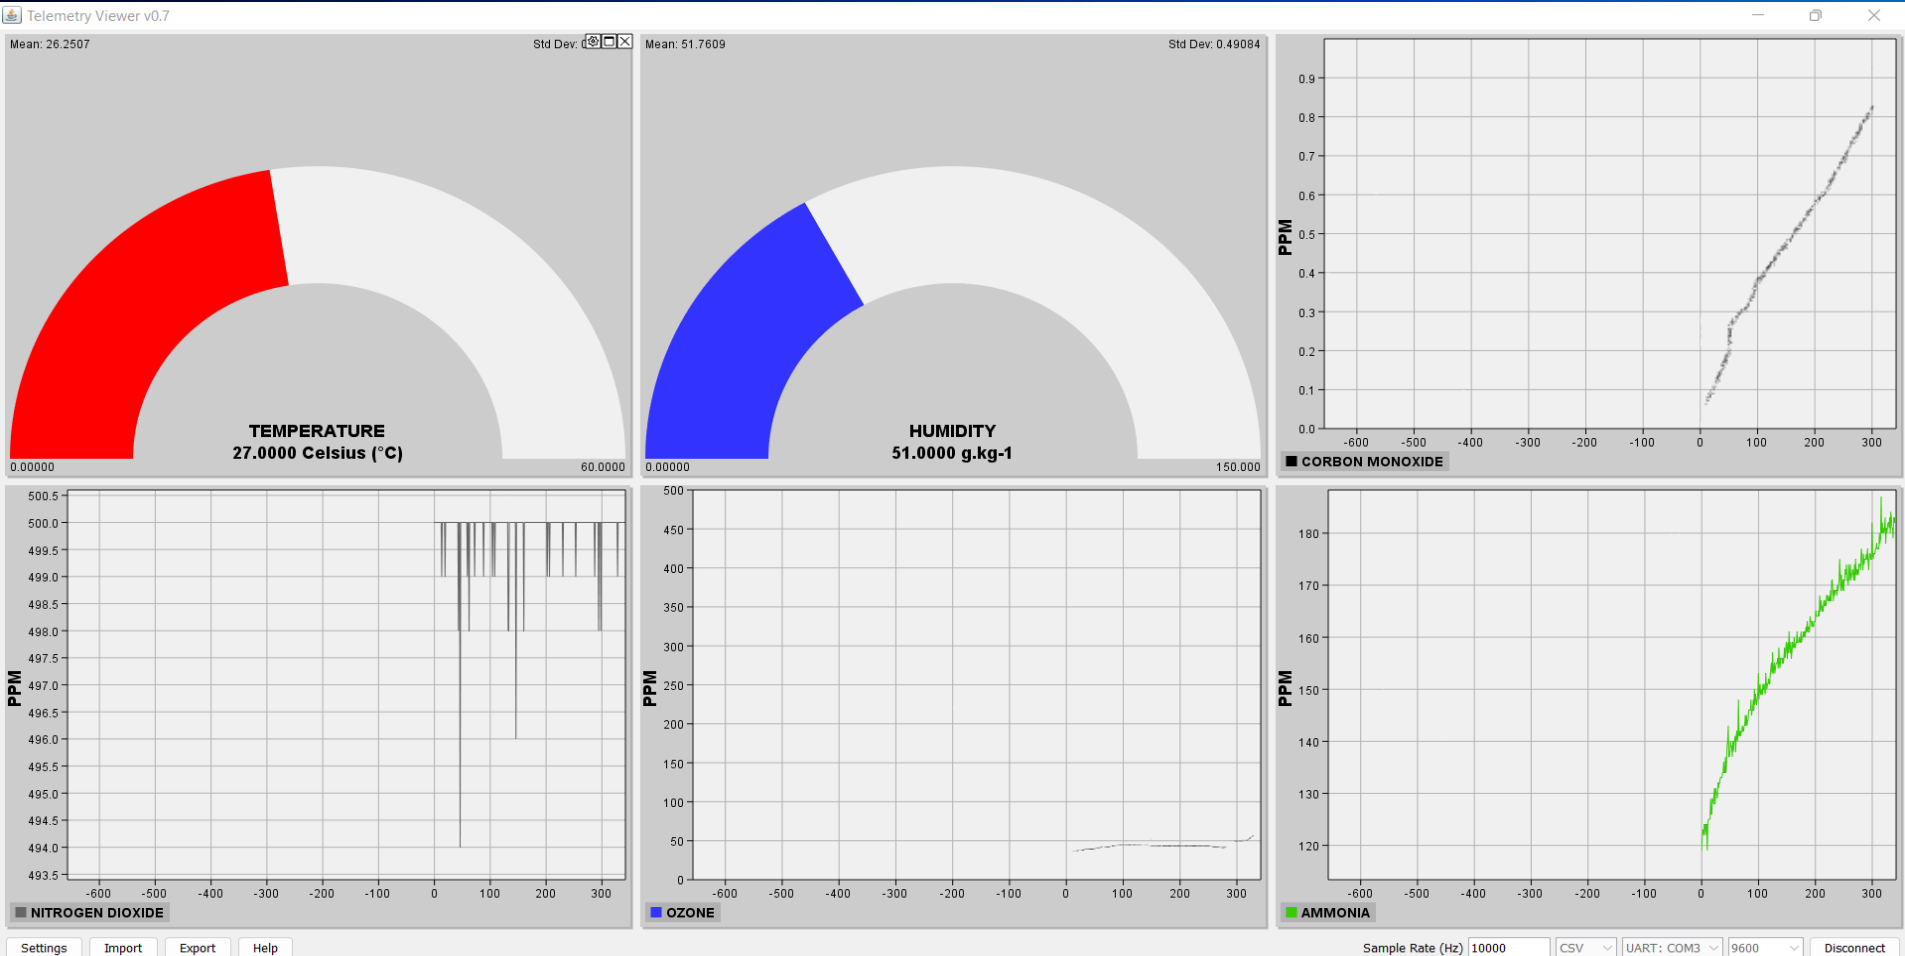 Telemetry Viewer v0.7
Mean: 26.2507
Std Dev:
TEMPERATURE
27.0000 Celsius (°C)
0.00000
60.0000
Mean: 51.7609
Std Dev: 0.49084
HUMIDITY
51.0000 g.kg-1
0.00000
150.000
0.9
0.8
0.7
0.6
0.5
0.4
0.3
0.2
0.1
0.0
PPM
-600 -500 -400 -300 -200 -100 0 100 200 300
CORBON MONOXIDE
500.5
500.0
499.5
499.0
498.5
498.0
497.5
497.0
496.5
496.0
495.5
495.0
494.5
494.0
493.5
PPM
-600 -500 -400 -300 -200 -100 0 100 200 300
NITROGEN DIOXIDE
500
450
400
350
300
250
200
150
100
50
0
PPM
-600 -500 -400 -300 -200 -100 0 100 200 300
OZONE
180
170
160
150
140
130
120
PPM
-600 -500 -400 -300 -200 -100 0 100 200 300
AMMONIA
Settings Import Export Help Sample Rate (Hz) 10000 CSV UART: COM3 9600 Disconnect